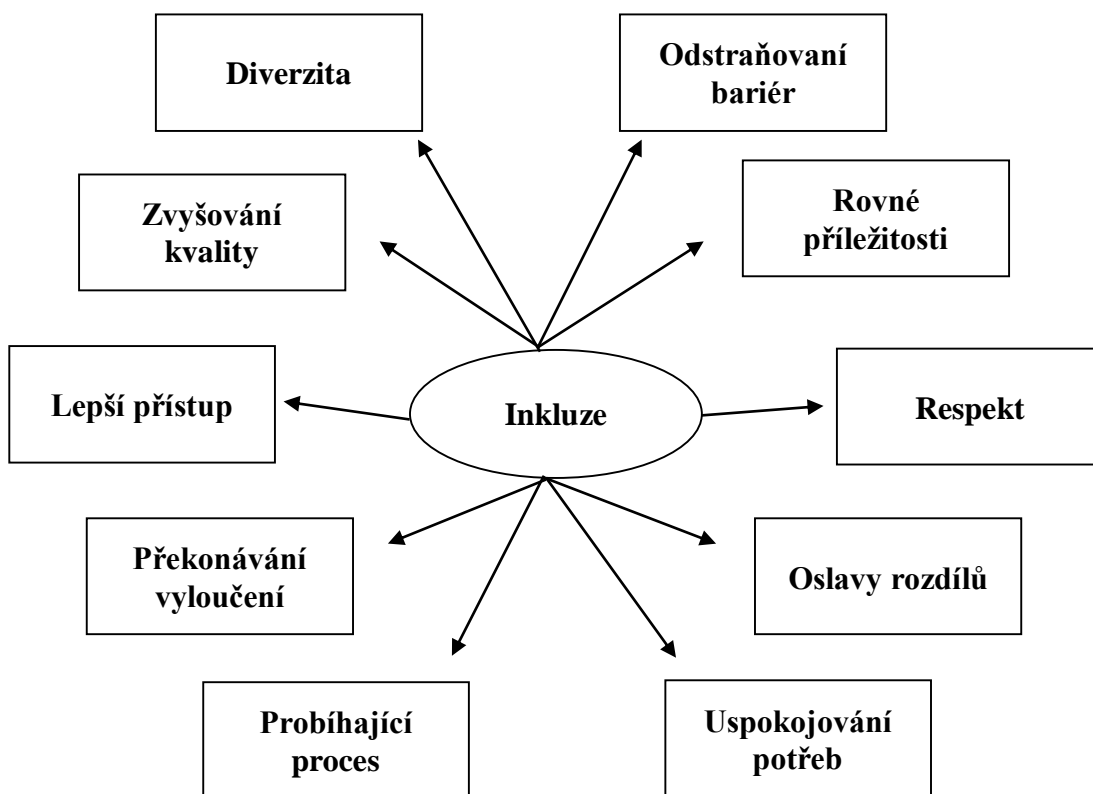 Diverzita
Odstraňovaní
bariér
Zvyšování
kvality
Rovné
příležitosti
Lepší přístup
Inkluze
Respekt
Překonávání
vyloučení
Oslavy rozdílů
Probíhající
proces
Uspokojování
potřeb